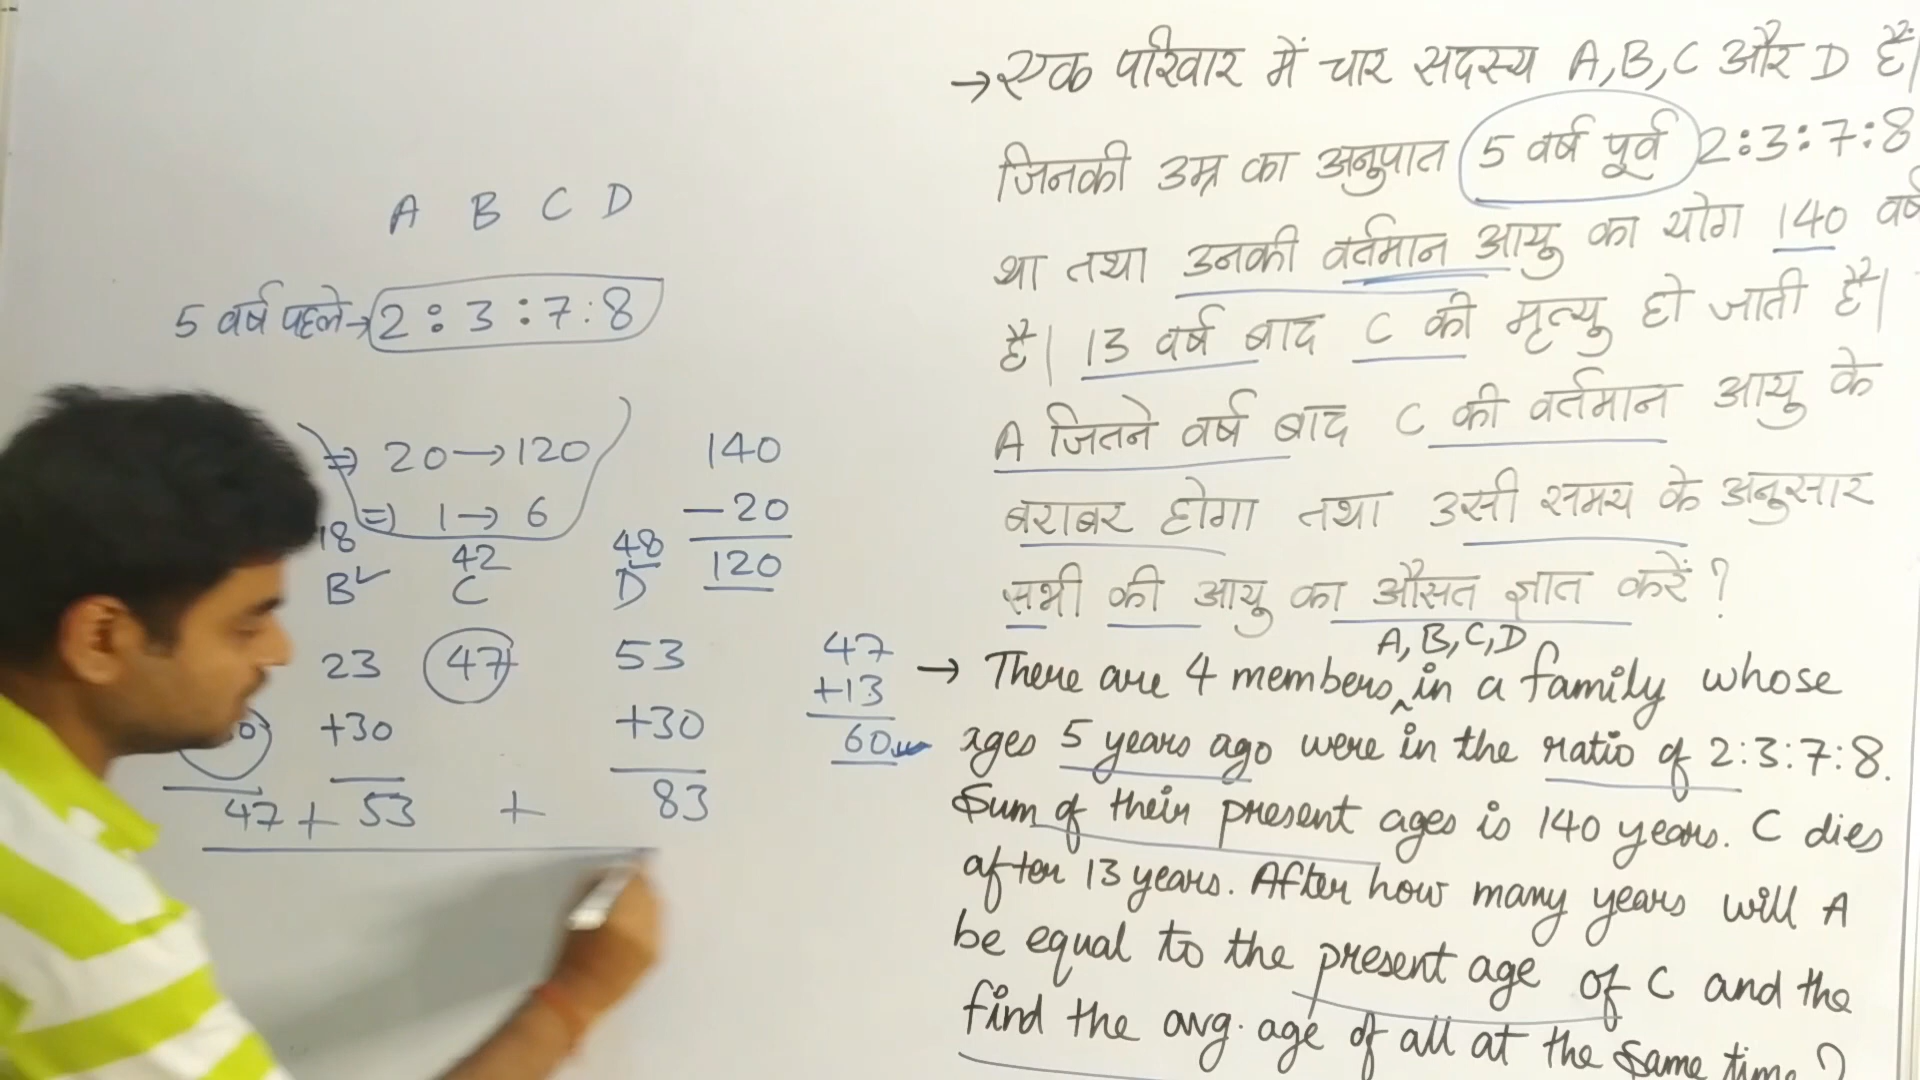 A B C D
5 वर्ष पहले→ 2 : 3 : 7 : 8
⇒ 20 → 120
⇒ 1 → 6
140
-20
120
18 42 48
B✓ C D
23 47 53
+30 +30
47 + 53 + 83
47
+13
60
→ एक परिवार में चार सदस्य A, B, C और D हैं|
जिनकी उम्र का अनुपात 5 वर्ष पूर्व 2:3:7:8
था तथा उनकी वर्तमान आयु का योग 140 वर्ष
है| 13 वर्ष बाद C की मृत्यु हो जाती है|
A जितने वर्ष बाद C की वर्तमान आयु के
बराबर होगा तथा उसी समय के अनुसार
सभी की आयु का औसत ज्ञात करें ?
A, B, C, D
→ There are 4 members ^ in a family whose
ages 5 years ago were in the ratio of 2:3:7:8.
Sum of their present ages is 140 years. C dies
after 13 years. After how many years will A
be equal to the present age of C and the
find the avg. age of all at the same time?